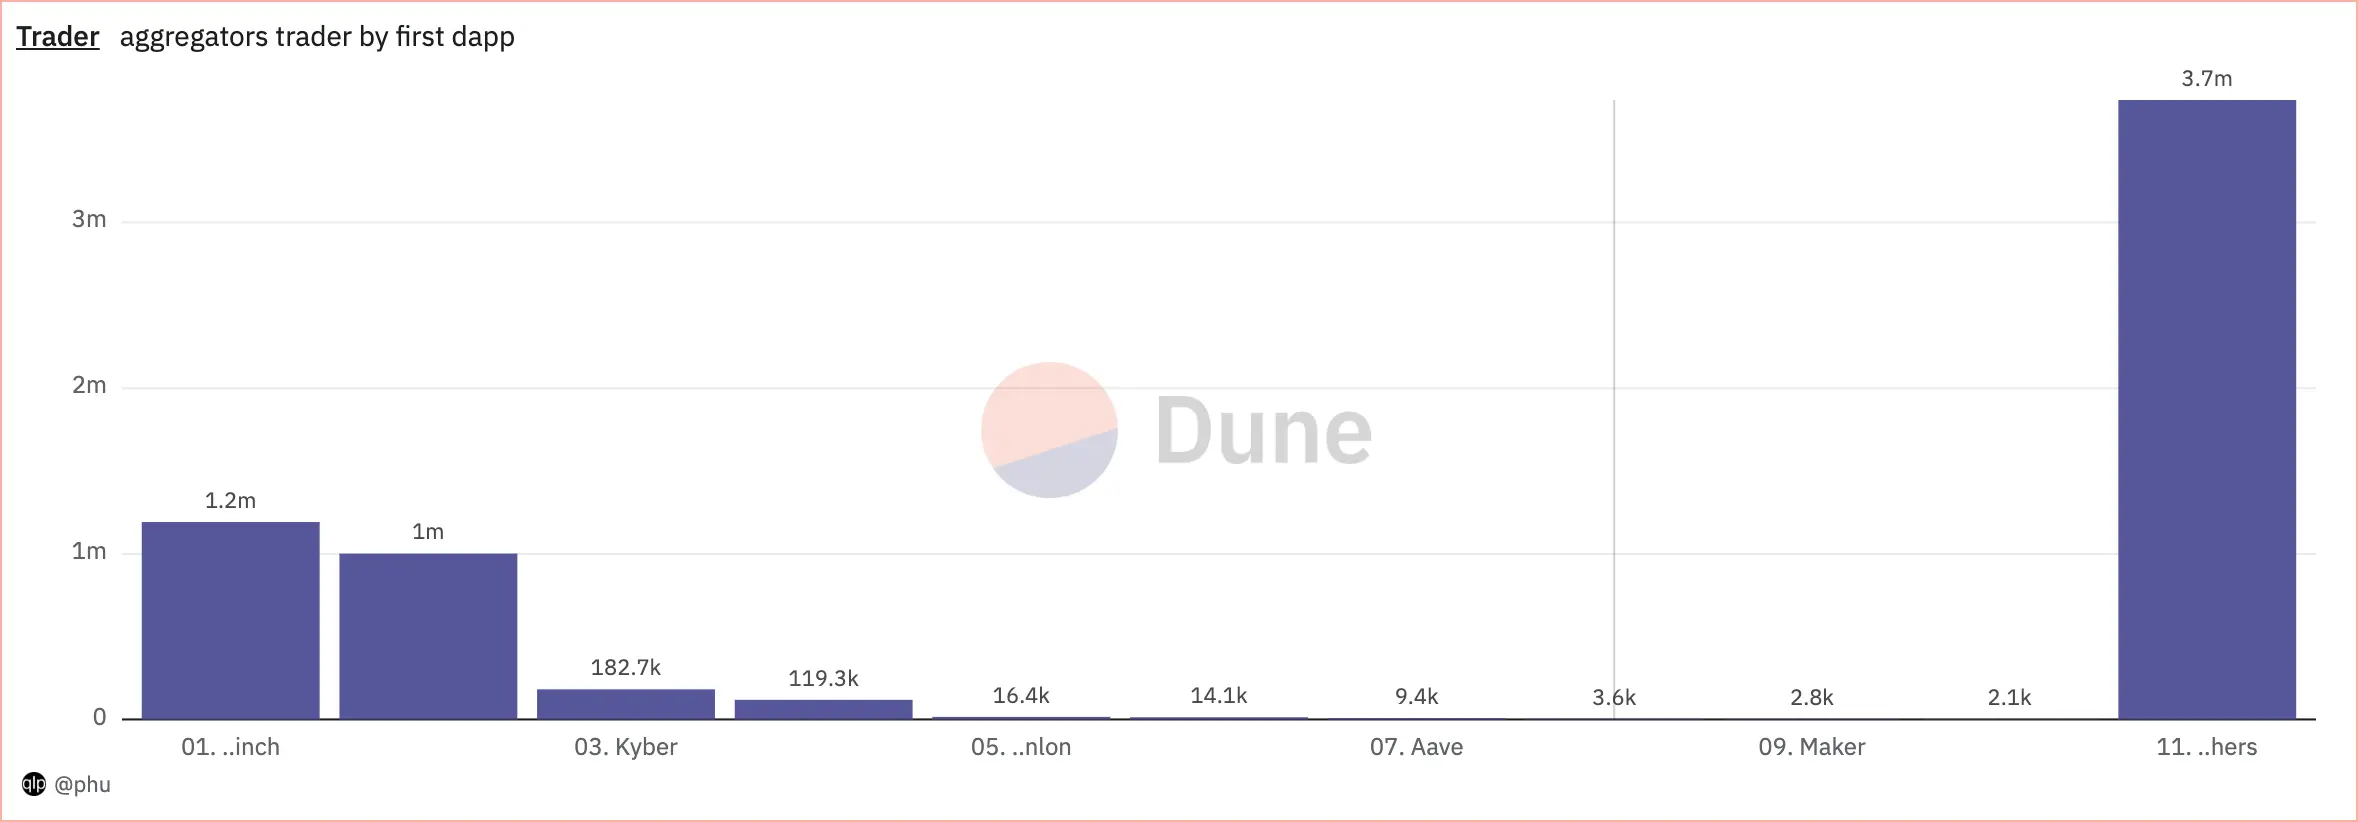 Trader aggregators trader by first dapp
3.7m
3m
2m
Dune
1.2m
1m
1m
182.7k
119.3k
16.4k
14.1k
9.4k
3.6k
2.8k
2.1k
0
01. ..inch
03. Kyber
05. ..nlon
07. Aave
09. Maker
11. ..hers
qlp @phu